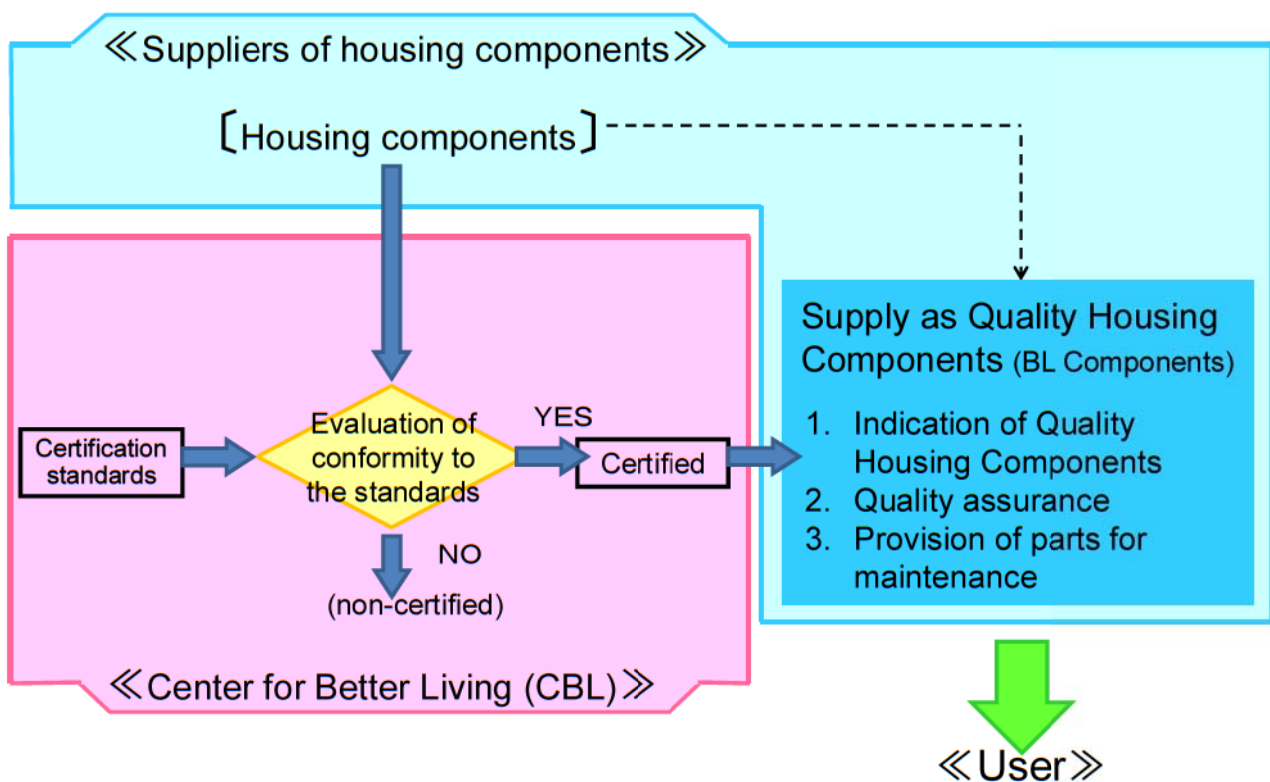 ≪Suppliers of housing components≫
〔Housing components〕
Supply as Quality Housing
Components (BL Components)
1. Indication of Quality
Housing Components
2. Quality assurance
3. Provision of parts for
maintenance
Certification
standards
Evaluation of
conformity to
the standards
YES
Certified
NO
(non-certified)
≪Center for Better Living (CBL)≫
≪User≫